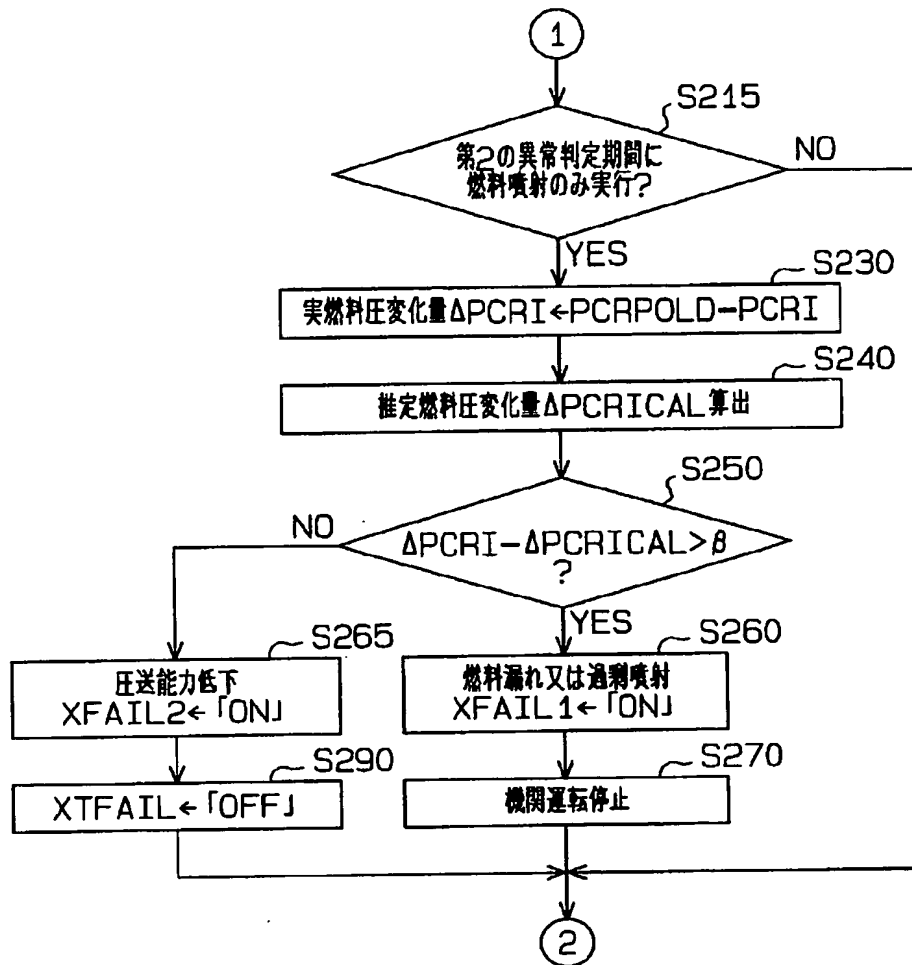 1
S215
第2の異常判定期間に
燃料噴射のみ実行?
NO
YES
S230
実燃料圧変化量ΔPCRI←PCRPOLD−PCRI
S240
推定燃料圧変化量ΔPCRICAL算出
S250
NO
ΔPCRI−ΔPCRICAL>β
?
YES
S265
圧送能力低下
XFAIL2←「ON」
S260
燃料漏れ又は過剰噴射
XFAIL1←「ON」
S290
XTFAIL←「OFF」
S270
機関運転停止
2